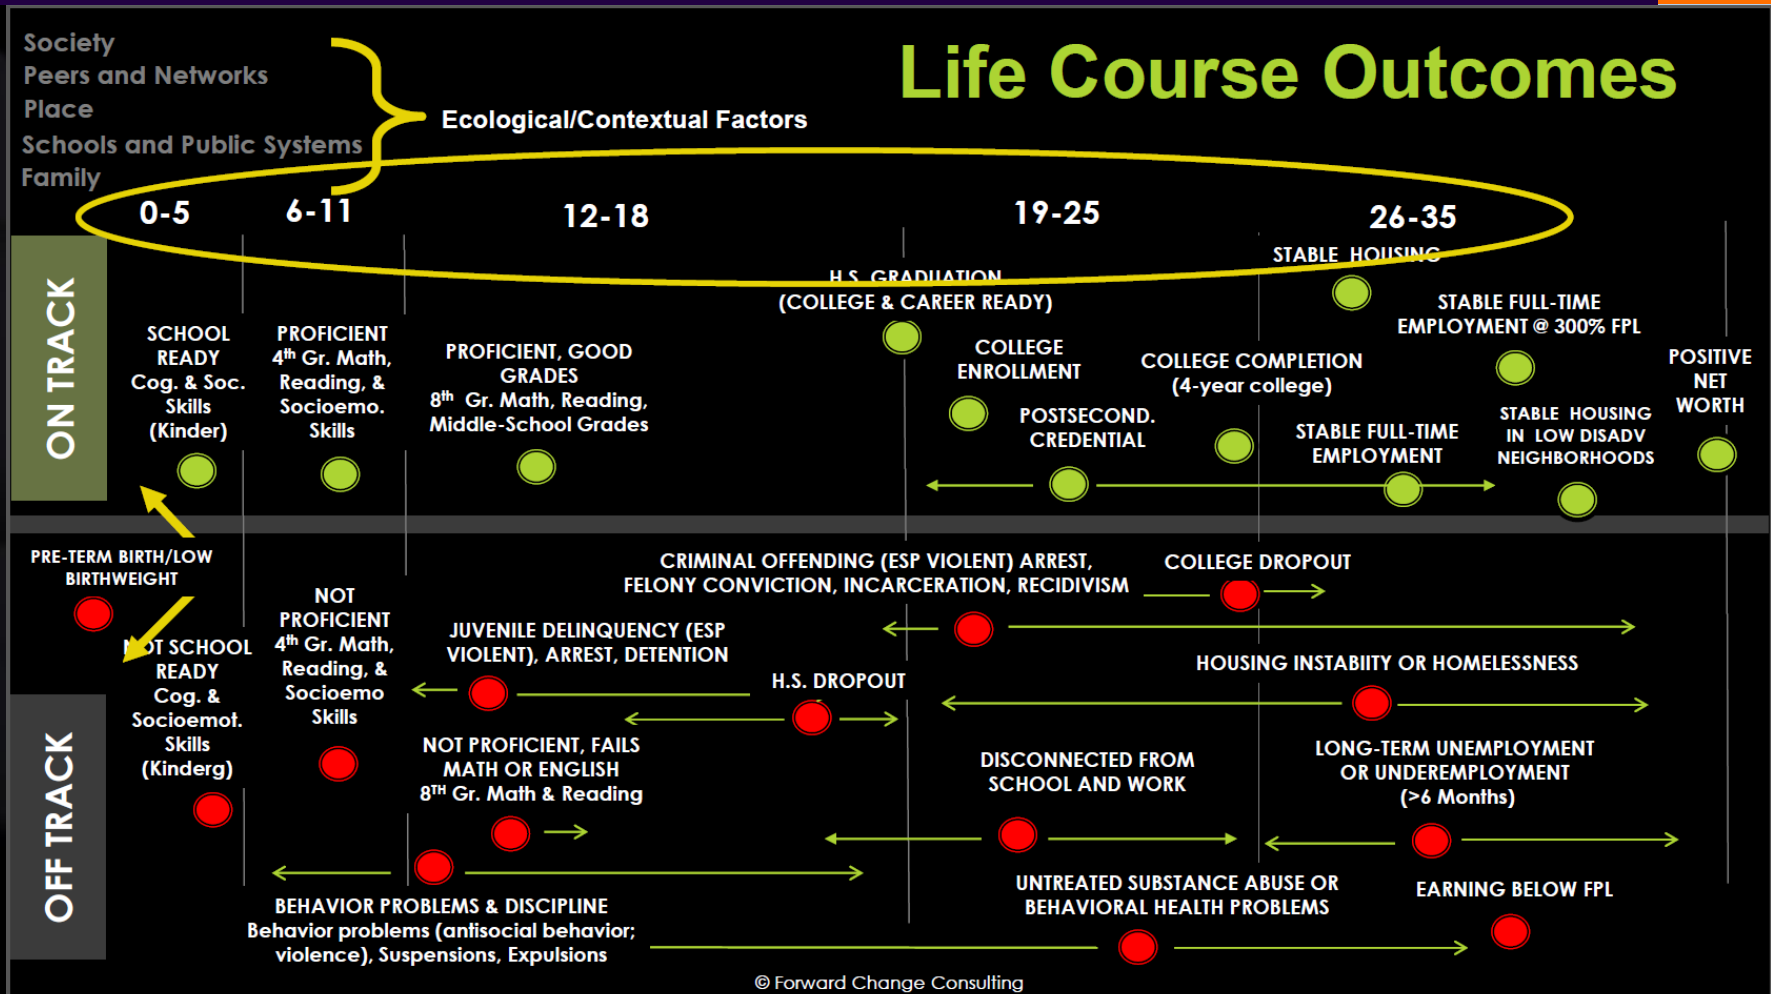 Society
Peers and Networks
Place
Schools and Public Systems
Family
Ecological/Contextual Factors
Life Course Outcomes
0-5
6-11
12-18
19-25
26-35
ON TRACK
SCHOOL
READY
Cog. & Soc.
Skills
(Kinder)
PROFICIENT
4th Gr. Math,
Reading, &
Socioemo.
Skills
PROFICIENT, GOOD
GRADES
8th Gr. Math, Reading,
Middle-School Grades
H.S. GRADUATION
(COLLEGE & CAREER READY)
COLLEGE
ENROLLMENT
POSTSECOND.
CREDENTIAL
COLLEGE COMPLETION
(4-year college)
STABLE HOUSING
STABLE FULL-TIME
EMPLOYMENT
STABLE FULL-TIME
EMPLOYMENT @ 300% FPL
STABLE HOUSING
IN LOW DISADV
NEIGHBORHOODS
POSITIVE
NET
WORTH
OFF TRACK
PRE-TERM BIRTH/LOW
BIRTHWEIGHT
NOT SCHOOL
READY
Cog. &
Socioemot.
Skills
(Kinderg)
NOT
PROFICIENT
4th Gr. Math,
Reading, &
Socioemo
Skills
JUVENILE DELINQUENCY (ESP
VIOLENT), ARREST, DETENTION
NOT PROFICIENT, FAILS
MATH OR ENGLISH
8TH Gr. Math & Reading
BEHAVIOR PROBLEMS & DISCIPLINE
Behavior problems (antisocial behavior;
violence), Suspensions, Expulsions
H.S. DROPOUT
CRIMINAL OFFENDING (ESP VIOLENT) ARREST,
FELONY CONVICTION, INCARCERATION, RECIDIVISM
COLLEGE DROPOUT
HOUSING INSTABIITY OR HOMELESSNESS
DISCONNECTED FROM
SCHOOL AND WORK
LONG-TERM UNEMPLOYMENT
OR UNDEREMPLOYMENT
(>6 Months)
UNTREATED SUBSTANCE ABUSE OR
BEHAVIORAL HEALTH PROBLEMS
EARNING BELOW FPL
© Forward Change Consulting